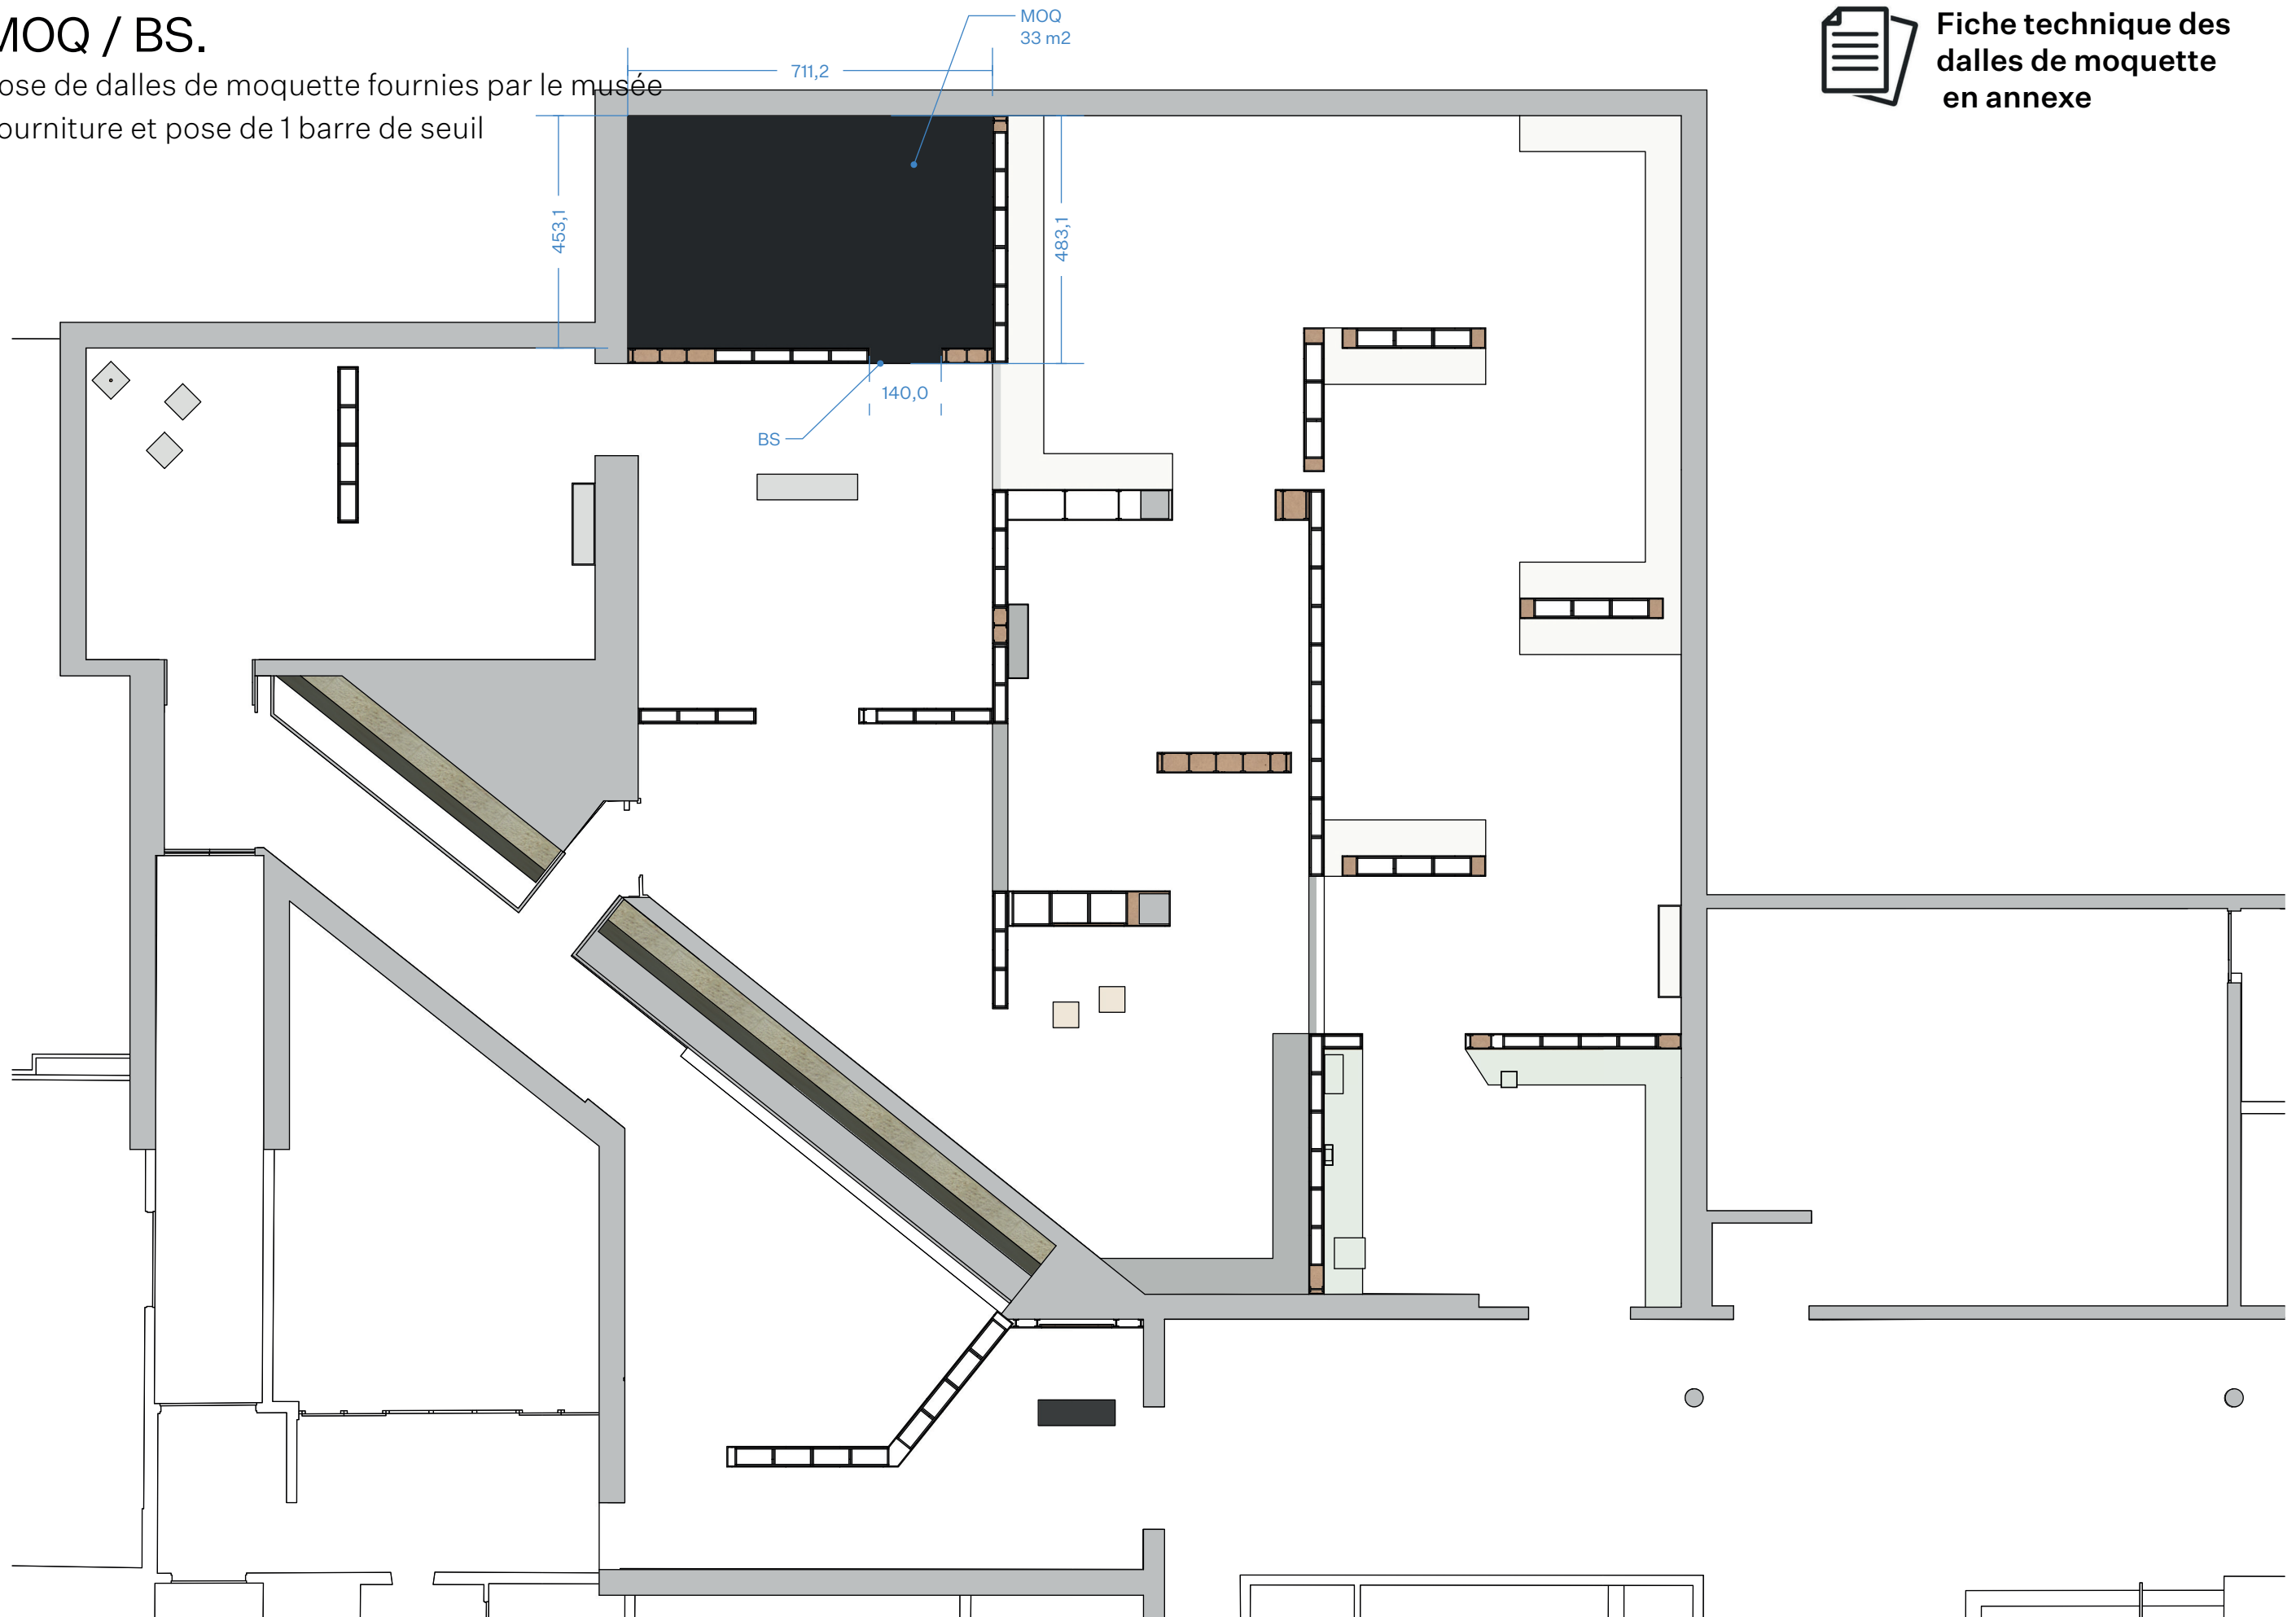 MOQ / BS.
ose de dalles de moquette fournies par le musée
ourniture et pose de 1 barre de seuil
MOQ
33 m2
Fiche technique des
dalles de moquette
en annexe
711,2
453,1
483,1
140,0
BS